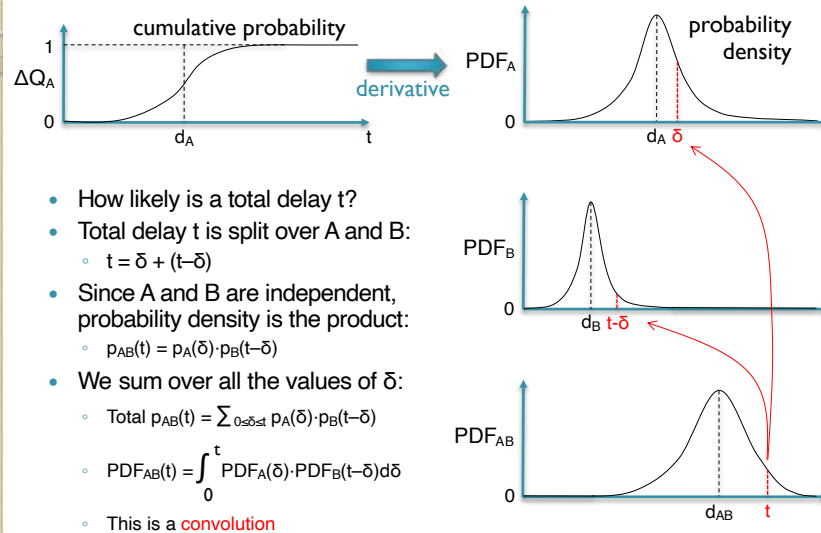 cumulative probability
1
ΔQA
0
dA
t
derivative
probability
density
PDFA
0
dA δ
• How likely is a total delay t?
• Total delay t is split over A and B:
◦ t = δ + (t–δ)
• Since A and B are independent,
probability density is the product:
◦ pAB(t) = pA(δ)·pB(t–δ)
• We sum over all the values of δ:
◦ Total pAB(t) = ∑0≤δ≤t pA(δ)·pB(t–δ)
◦ PDFAB(t) = ∫0t PDFA(δ)·PDFB(t–δ)dδ
◦ This is a convolution
PDFB
0
dB t-δ
PDFAB
0
dAB
t